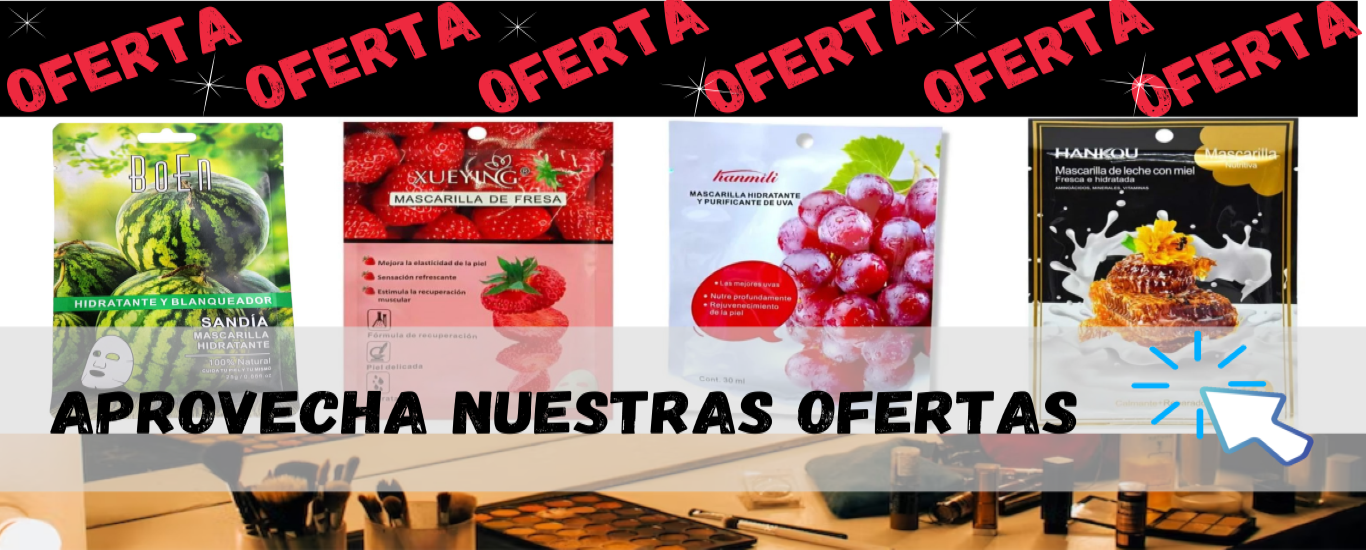 OFERTA OFERTA OFERTA OFERTA OFERTA OFERTA
BOEN
HIDRATANTE Y BLANQUEADOR
SANDÍA
MASCARILLA
HIDRATANTE
100% Natural
XUEYING®
MASCARILLA DE FRESA
Mejora la elasticidad de la piel
Sensación refrescante
Estimula la recuperación
muscular
Fórmula de recuperación
Piel delicada
hanmili
MASCARILLA HIDRATANTE
Y PURIFICANTE DE UVA
• Las mejores uvas
• Nutre profundamente
• Rejuvenecimiento
de la piel
Cont. 30 ml
HANKOU
Mascarilla
Nutritiva
Mascarilla de leche con miel
Fresca e hidratada
AMINOÁCIDOS, MINERALES, VITAMINAS
APROVECHA NUESTRAS OFERTAS